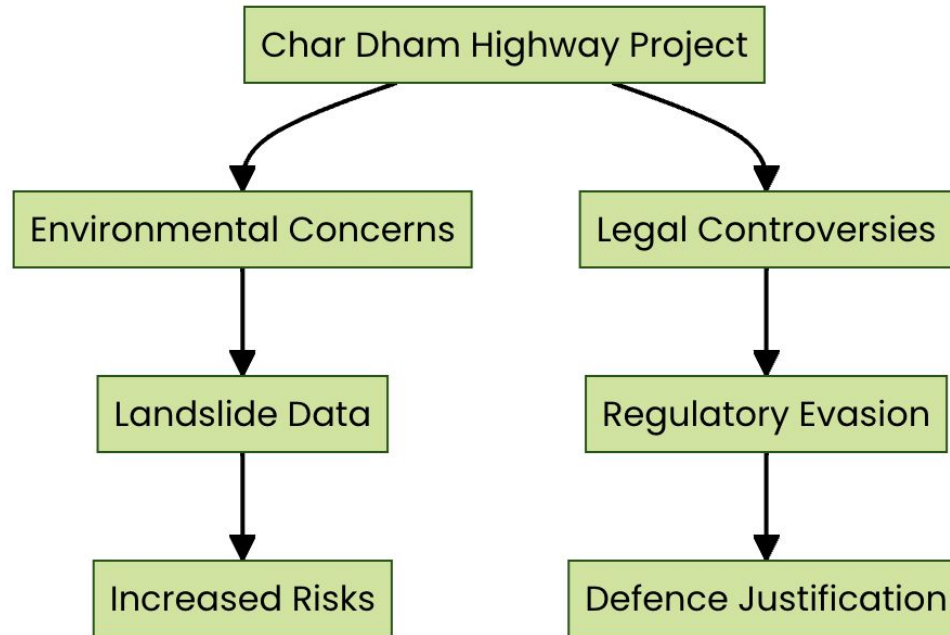 Char Dham Highway Project
Environmental Concerns
Legal Controversies
Landslide Data
Regulatory Evasion
Increased Risks
Defence Justification